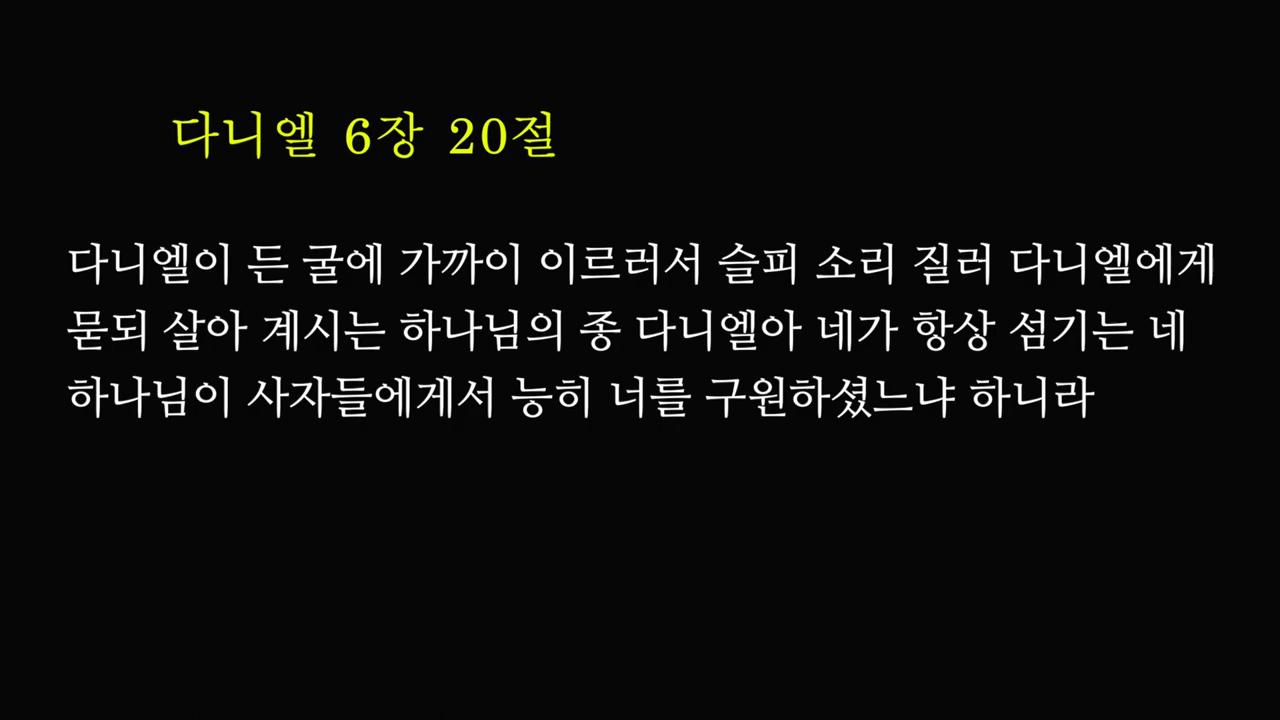 다니엘 6장 20절
다니엘이 든 굴에 가까이 이르러서 슬피 소리 질러 다니엘에게
묻되 살아 계시는 하나님의 종 다니엘아 네가 항상 섬기는 네
하나님이 사자들에게서 능히 너를 구원하셨느냐 하니라